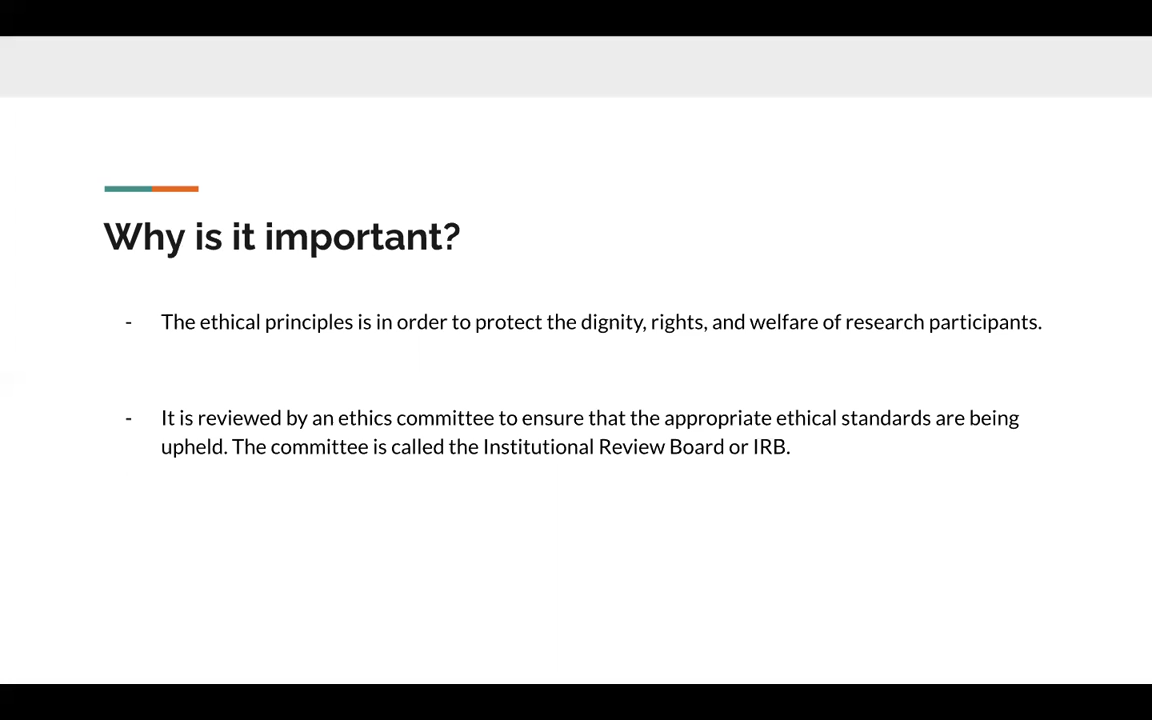 Why is it important?
- The ethical principles is in order to protect the dignity, rights, and welfare of research participants.
- It is reviewed by an ethics committee to ensure that the appropriate ethical standards are being
upheld. The committee is called the Institutional Review Board or IRB.